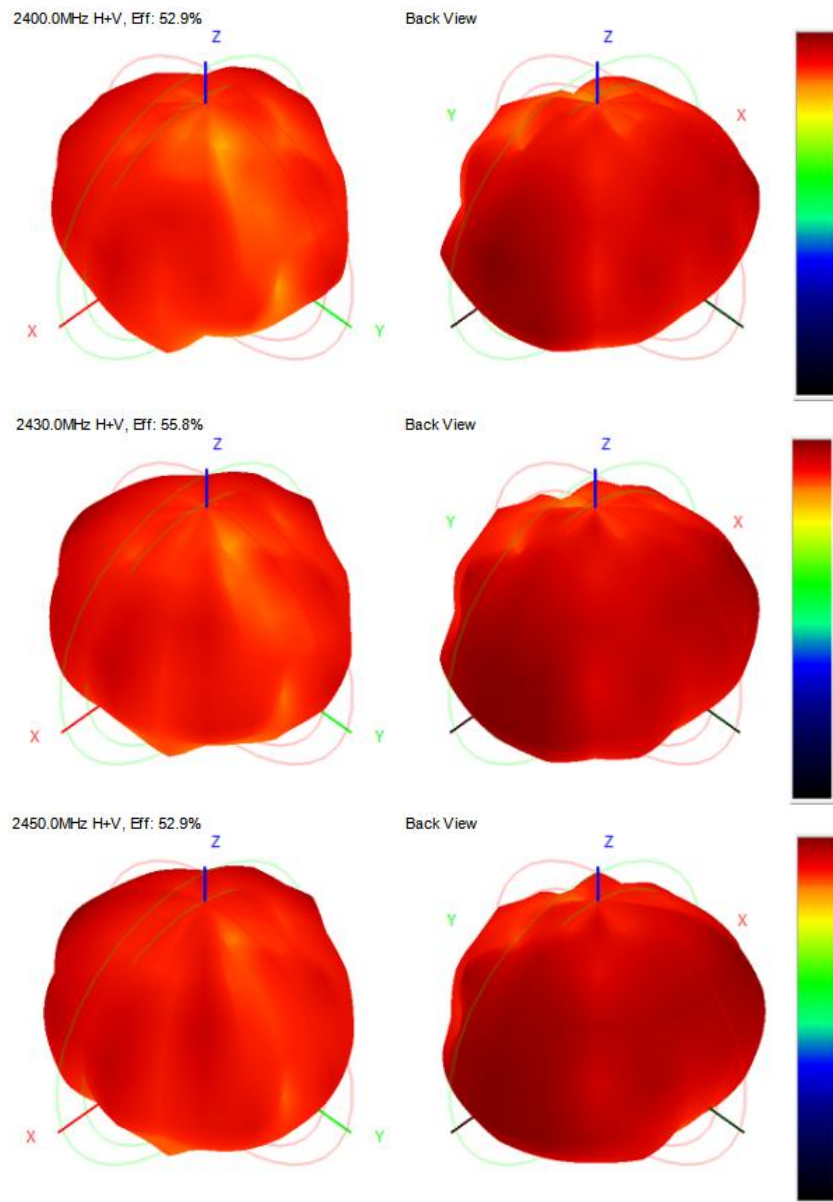 2400.0MHz H+V, Eff: 52.9%
Back View
Z
Z
Y
X
X
Y
2430.0MHz H+V, Eff: 55.8%
Back View
Z
Z
Y
X
X
Y
2450.0MHz H+V, Eff: 52.9%
Back View
Z
Z
Y
X
X
Y